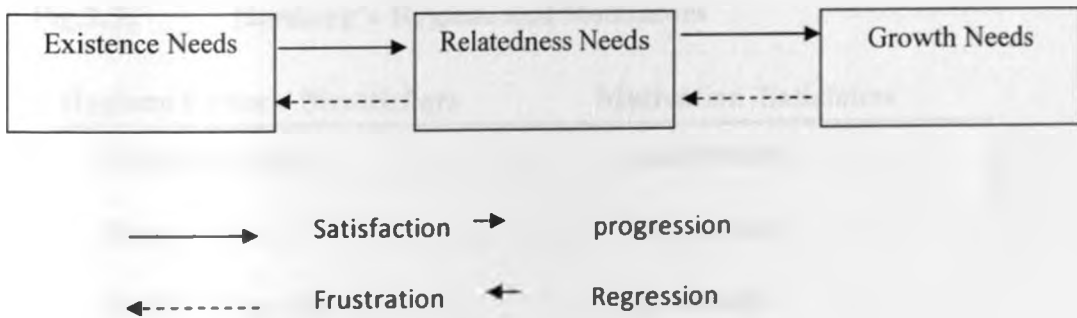 Existence Needs Relatedness Needs Growth Needs
Satisfaction → progression
Frustration ← Regression